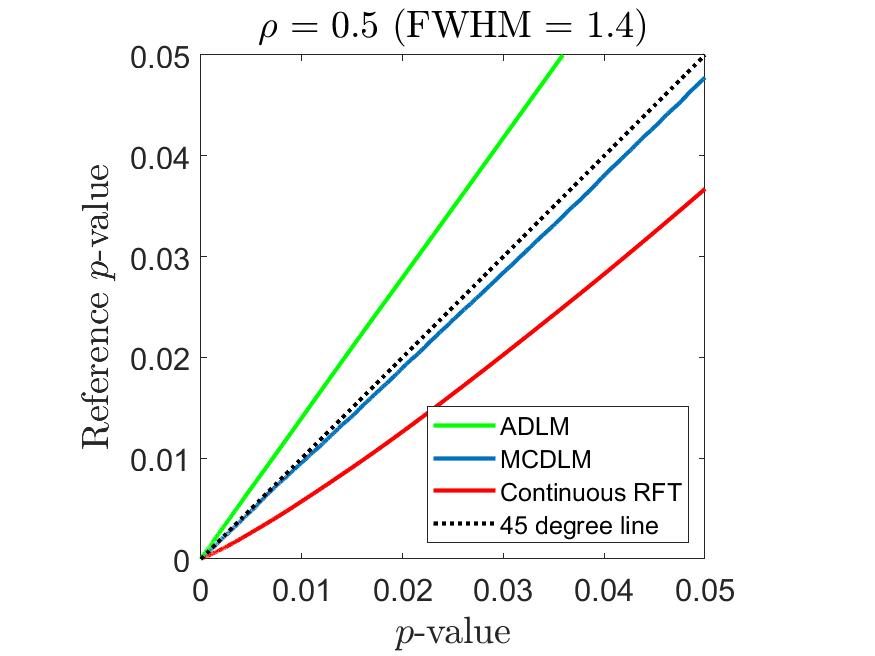 ρ = 0.5 (FWHM = 1.4)
0.05
0.04
0.03
0.02
0.01
0
Reference p-value
ADLM
MCDLM
Continuous RFT
45 degree line
0 0.01 0.02 0.03 0.04 0.05
p-value